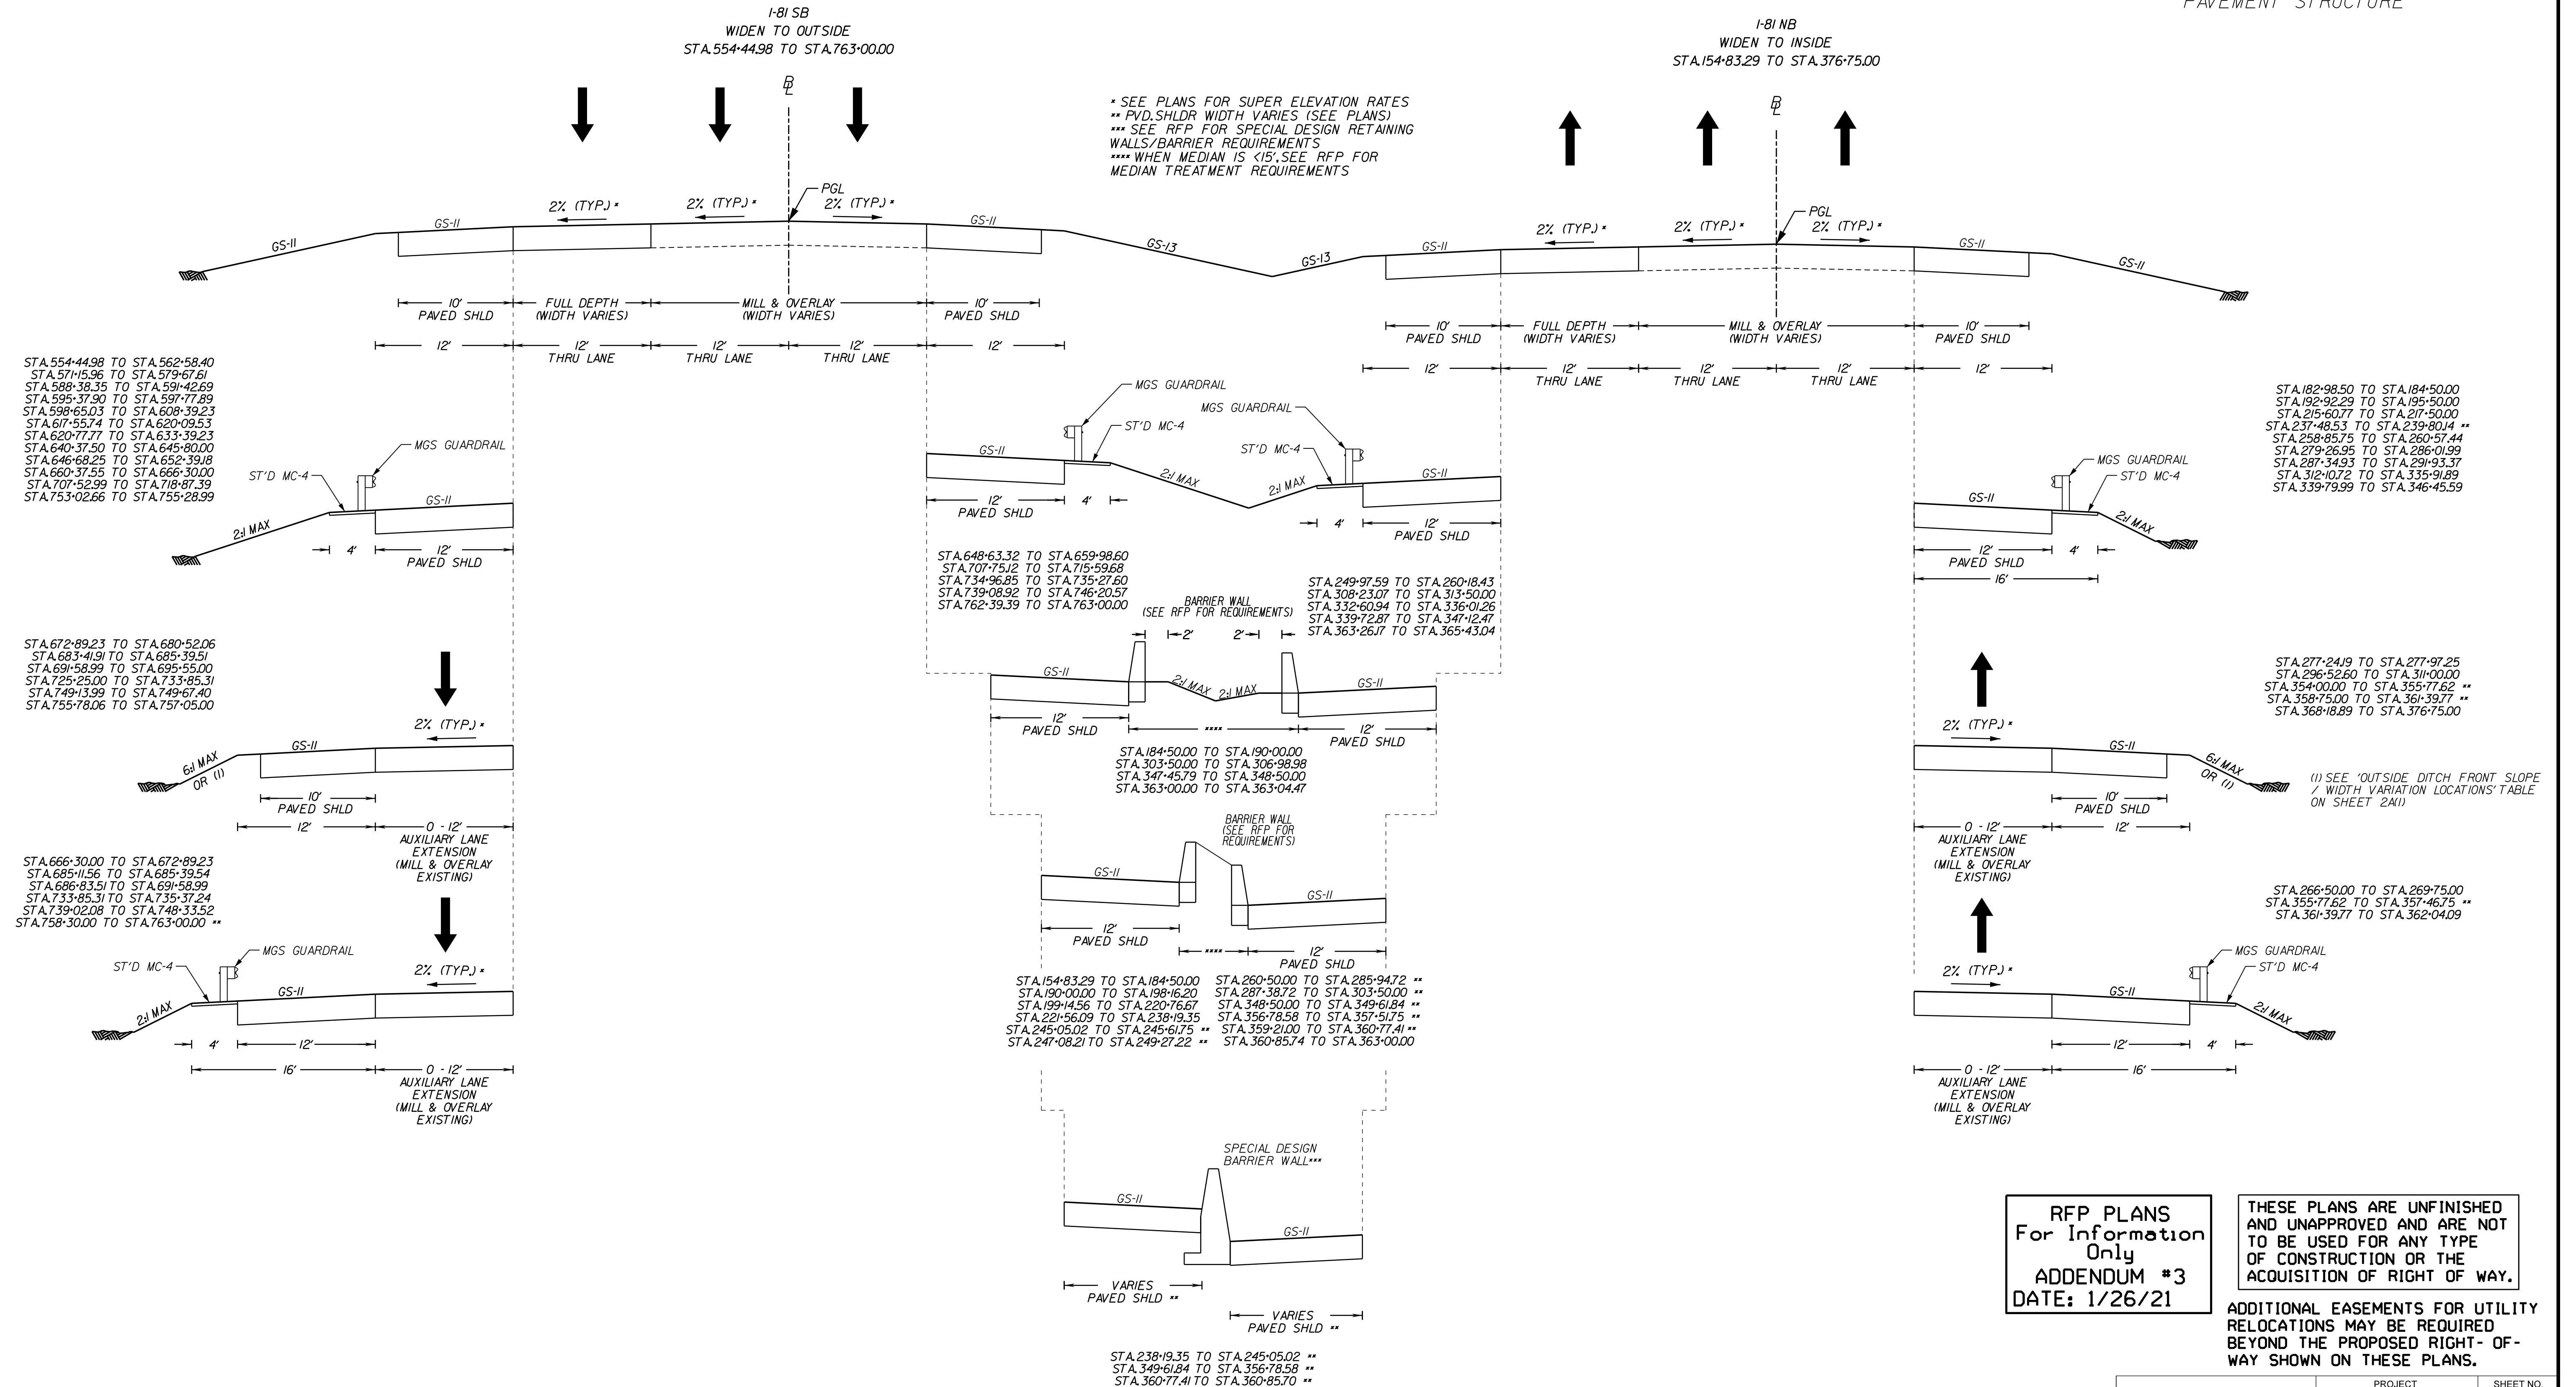 PAVEMENT STRUCTURE
I-81 SB
WIDEN TO OUTSIDE
STA.554+44.98 TO STA.763+00.00
I-81 NB
WIDEN TO INSIDE
STA.154+83.29 TO STA.376+75.00
* SEE PLANS FOR SUPER ELEVATION RATES
** PVD.SHLDR WIDTH VARIES (SEE PLANS)
*** SEE RFP FOR SPECIAL DESIGN RETAINING
WALLS/BARRIER REQUIREMENTS
**** WHEN MEDIAN IS <15', SEE RFP FOR
MEDIAN TREATMENT REQUIREMENTS
PGL
2% (TYP.) *
2% (TYP.) *
2% (TYP.) *
GS-11
GS-11
GS-11
GS-13
10'
PAVED SHLD
FULL DEPTH
(WIDTH VARIES)
MILL & OVERLAY
(WIDTH VARIES)
10'
PAVED SHLD
12'
12'
THRU LANE
12'
THRU LANE
12'
THRU LANE
12'
PGL
2% (TYP.) *
2% (TYP.) *
2% (TYP.) *
GS-13
GS-11
GS-11
GS-11
10'
PAVED SHLD
FULL DEPTH
(WIDTH VARIES)
MILL & OVERLAY
(WIDTH VARIES)
10'
PAVED SHLD
12'
12'
THRU LANE
12'
THRU LANE
12'
THRU LANE
12'
STA.554+44.98 TO STA.562+58.40
STA.571+15.96 TO STA.579+67.61
STA.588+38.35 TO STA.591+42.69
STA.595+37.90 TO STA.597+77.89
STA.598+65.03 TO STA.608+39.23
STA.617+55.74 TO STA.620+09.53
STA.620+77.77 TO STA.633+39.23
STA.640+37.50 TO STA.645+80.00
STA.646+68.25 TO STA.652+39.18
STA.660+37.55 TO STA.666+30.00
STA.707+52.99 TO STA.718+87.39
STA.753+02.66 TO STA.755+28.99
MGS GUARDRAIL
ST'D MC-4
GS-11
2:1 MAX
4'
12'
PAVED SHLD
STA.672+89.23 TO STA.680+52.06
STA.683+41.91 TO STA.685+39.51
STA.691+58.99 TO STA.695+55.00
STA.725+25.00 TO STA.733+85.31
STA.749+13.99 TO STA.749+67.40
STA.755+78.06 TO STA.757+05.00
2% (TYP.) *
GS-11
6:1 MAX
OR (1)
10'
PAVED SHLD
12'
0 - 12'
AUXILIARY LANE
EXTENSION
(MILL & OVERLAY
EXISTING)
STA.666+30.00 TO STA.672+89.23
STA.685+11.56 TO STA.685+39.54
STA.686+83.51 TO STA.691+58.99
STA.733+85.31 TO STA.735+37.24
STA.739+02.08 TO STA.748+33.52
STA.758+30.00 TO STA.763+00.00 **
MGS GUARDRAIL
ST'D MC-4
2% (TYP.) *
GS-11
2:1 MAX
4'
12'
16'
0 - 12'
AUXILIARY LANE
EXTENSION
(MILL & OVERLAY
EXISTING)
MGS GUARDRAIL
MGS GUARDRAIL
ST'D MC-4
ST'D MC-4
GS-11
2:1 MAX
2:1 MAX
GS-11
12'
PAVED SHLD
4'
4'
12'
PAVED SHLD
STA.648+63.32 TO STA.659+98.60
STA.707+75.12 TO STA.715+59.68
STA.734+96.85 TO STA.735+27.60
STA.739+08.92 TO STA.746+20.57
STA.762+39.39 TO STA.763+00.00
STA.249+97.59 TO STA.260+18.43
STA.308+23.07 TO STA.313+50.00
STA.332+60.94 TO STA.336+01.26
STA.339+72.87 TO STA.347+12.47
STA.363+26.17 TO STA.365+43.04
BARRIER WALL
(SEE RFP FOR REQUIREMENTS)
2'
2'
GS-11
2:1 MAX
2:1 MAX
GS-11
12'
PAVED SHLD
****
12'
PAVED SHLD
STA.184+50.00 TO STA.190+00.00
STA.303+50.00 TO STA.306+98.98
STA.347+45.79 TO STA.348+50.00
STA.363+00.00 TO STA.363+04.47
BARRIER WALL
(SEE RFP FOR
REQUIREMENTS)
GS-11
GS-11
12'
PAVED SHLD
****
12'
PAVED SHLD
STA.154+83.29 TO STA.184+50.00
STA.190+00.00 TO STA.198+16.20
STA.199+14.56 TO STA.220+76.67
STA.221+56.09 TO STA.238+19.35
STA.245+05.02 TO STA.245+61.75 **
STA.247+08.21 TO STA.249+27.22 **
STA.260+50.00 TO STA.285+94.72 **
STA.287+38.72 TO STA.303+50.00 **
STA.348+50.00 TO STA.349+61.84 **
STA.356+78.58 TO STA.357+51.75 **
STA.359+21.00 TO STA.360+77.41 **
STA.360+85.74 TO STA.363+00.00
SPECIAL DESIGN
BARRIER WALL***
GS-11
GS-11
VARIES
PAVED SHLD **
VARIES
PAVED SHLD **
STA.238+19.35 TO STA.245+05.02 **
STA.349+61.84 TO STA.356+78.58 **
STA.360+77.41 TO STA.360+85.70 **
STA.182+98.50 TO STA.184+50.00
STA.192+92.29 TO STA.195+50.00
STA.215+60.77 TO STA.217+50.00
STA.237+48.53 TO STA.239+80.14 **
STA.258+85.75 TO STA.260+57.44
STA.279+26.95 TO STA.286+01.99
STA.287+34.93 TO STA.291+93.37
STA.312+10.72 TO STA.335+91.89
STA.339+79.99 TO STA.346+45.59
MGS GUARDRAIL
ST'D MC-4
GS-11
2:1 MAX
12'
PAVED SHLD
4'
16'
STA.277+24.19 TO STA.277+97.25
STA.296+52.60 TO STA.311+00.00
STA.354+00.00 TO STA.355+77.62 **
STA.358+75.00 TO STA.361+39.77 **
STA.368+18.89 TO STA.376+75.00
2% (TYP.) *
GS-11
6:1 MAX
OR (1)
(1) SEE 'OUTSIDE DITCH FRONT SLOPE
/ WIDTH VARIATION LOCATIONS' TABLE
ON SHEET 2A(1)
10'
PAVED SHLD
0 - 12'
12'
AUXILIARY LANE
EXTENSION
(MILL & OVERLAY
EXISTING)
STA.266+50.00 TO STA.269+75.00
STA.355+77.62 TO STA.357+46.75 **
STA.361+39.77 TO STA.362+04.09
MGS GUARDRAIL
ST'D MC-4
2% (TYP.) *
GS-11
2:1 MAX
12'
4'
0 - 12'
16'
AUXILIARY LANE
EXTENSION
(MILL & OVERLAY
EXISTING)
RFP PLANS
For Information
Only
ADDENDUM #3
DATE: 1/26/21
THESE PLANS ARE UNFINISHED
AND UNAPPROVED AND ARE NOT
TO BE USED FOR ANY TYPE
OF CONSTRUCTION OR THE
ACQUISITION OF RIGHT OF WAY.
ADDITIONAL EASEMENTS FOR UTILITY
RELOCATIONS MAY BE REQUIRED
BEYOND THE PROPOSED RIGHT- OF-
WAY SHOWN ON THESE PLANS.
PROJECT
SHEET NO.